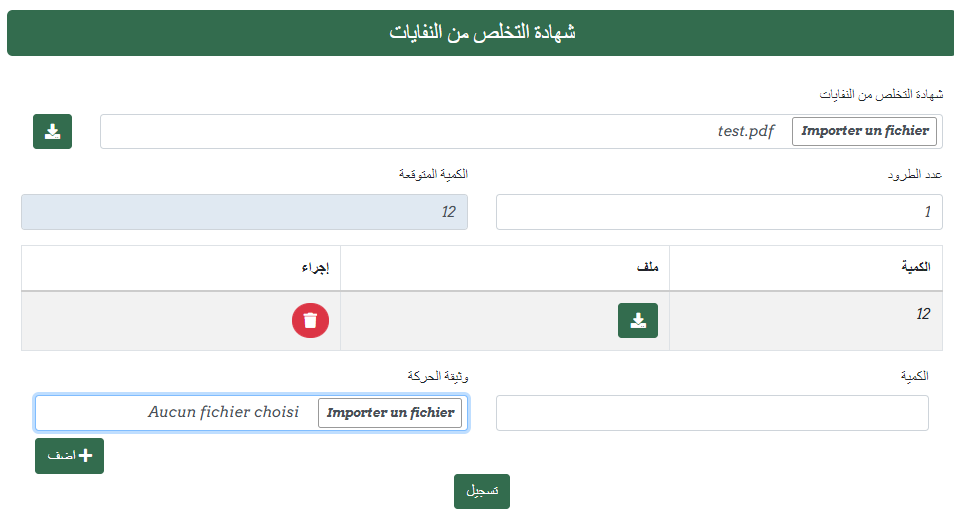 شهادة التخلص من النفايات
شهادة التخلص من النفايات
Importer un fichier test.pdf
عدد الطرود الكمية المتوقعة
1 12
الكمية ملف إجراء
12
الكمية وثيقة الحركة
Importer un fichier Aucun fichier choisi
+ اضف
تسجيل